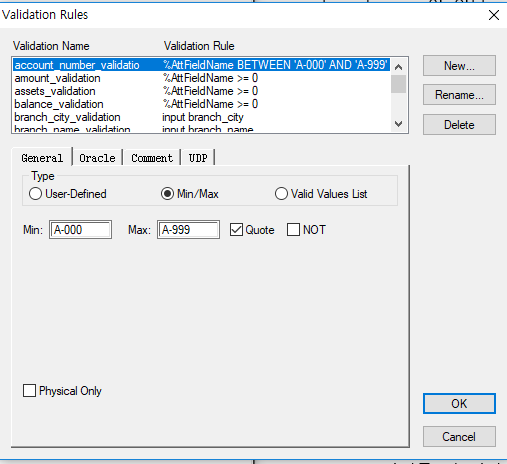 Validation Rules
Validation Name Validation Rule
account_number_validatio %AttFieldName BETWEEN 'A-000' AND 'A-999'
amount_validation %AttFieldName >= 0
assets_validation %AttFieldName >= 0
balance_validation %AttFieldName >= 0
branch_city_validation input branch_city
branch_name_validation input branch_name
New...
Rename...
Delete
General Oracle Comment UDP
Type
User-Defined Min/Max Valid Values List
Min: A-000 Max: A-999 Quote NOT
Physical Only
OK
Cancel